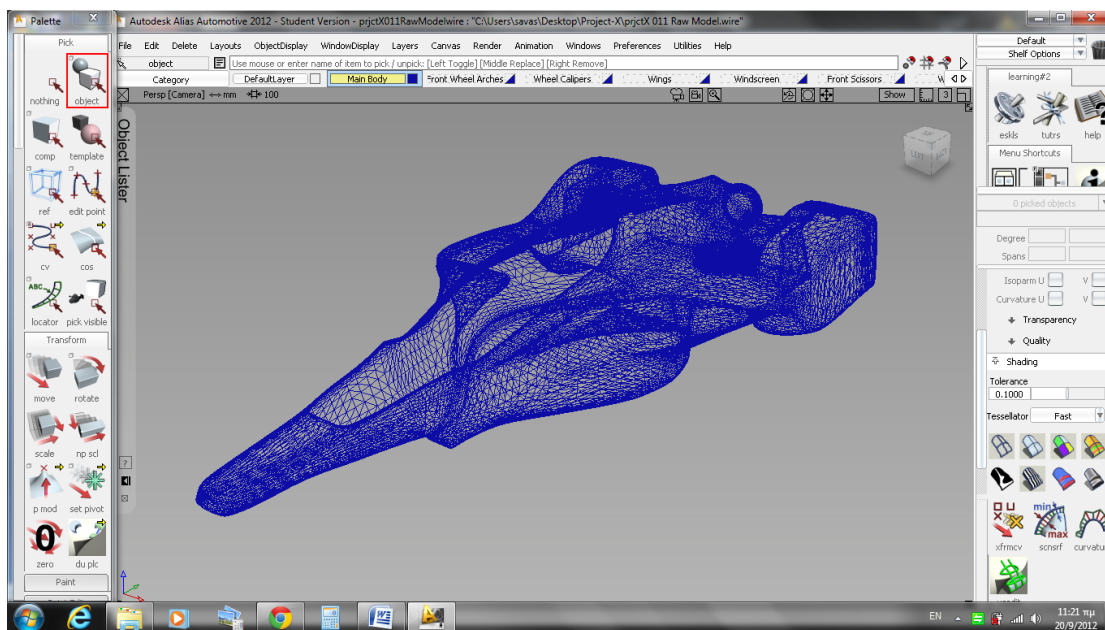 Palette
Autodesk Alias Automotive 2012 - Student Version - prjctX011RawModelwire : "C:\Users\savas\Desktop\Project-X\prjctX 011 Raw Model.wire"
File Edit Delete Layouts ObjectDisplay WindowDisplay Layers Canvas Render Animation Windows Preferences Utilities Help
object Use mouse or enter name of item to pick / unpick: [Left Toggle] [Middle Replace] [Right Remove]
Category DefaultLayer Main Body Front Wheel Arches Wheel Calipers Wings Windscreen Front Scissors W
Persp [Camera] mm 100 Show 3
Object Lister
Pick
nothing object
comp template
ref edit point
cv cos
ABC
locator pick visible
Transform
move rotate
scale np scl
p mod set pivot
0
zero du plc
Paint
LEFT
?
Default
Shelf Options
learning#2
eskls tutrs help
Menu Shortcuts
0 picked objects
Degree
Spans
Isoparm U V
Curvature U V
Transparency
Quality
Shading
Tolerance
0.1000
Tessellator Fast
min
max
xfrmcv scnsrf curvatu
EN 11:21 πμ
20/9/2012